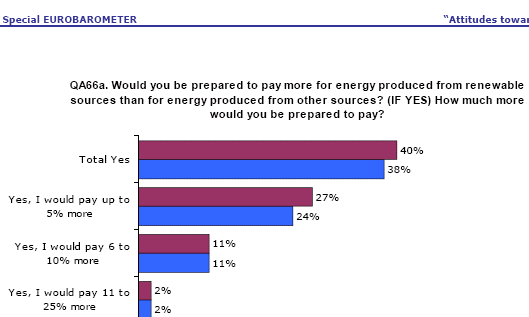 Special EUROBAROMETER
"Attitudes
QA66a. Would you be prepared to pay more for energy produced from renewable
sources than for energy produced from other sources? (IF YES) How much more
would you be prepared to pay?
Total Yes
40%
38%
Yes, I would pay up to
5% more
27%
24%
Yes, I would pay 6 to
10% more
11%
11%
Yes, I would pay 11 to
25% more
2%
2%